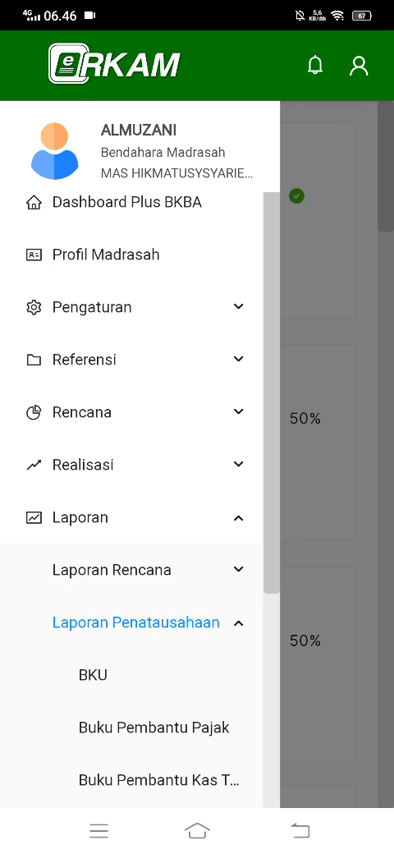 4G 06.46 5,6 KB/dtk 67
eRKAM
ALMUZANI
Bendahara Madrasah
MAS HIKMATUSYSYARIE...
Dashboard Plus BKBA
Profil Madrasah
Pengaturan
Referensi
Rencana
50%
Realisasi
Laporan
Laporan Rencana
Laporan Penatausahaan
50%
BKU
Buku Pembantu Pajak
Buku Pembantu Kas T...